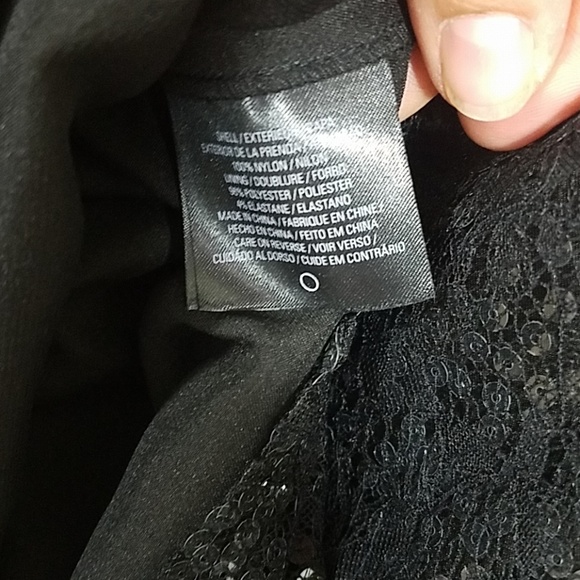 SHELL / EXTERIEUR
EXTERIOR DE LA PRENDA /
100% NYLON / NILON
LINING / DOUBLURE / FORRO
96% POLYESTER / POLIESTER
4% ELASTANE / ELASTANO
MADE IN CHINA / FABRIQUE EN CHINE /
HECHO EN CHINA / FEITO EM CHINA
CARE ON REVERSE / VOIR VERSO /
CUIDADO AL DORSO / CUIDE EM CONTRÁRIO
O